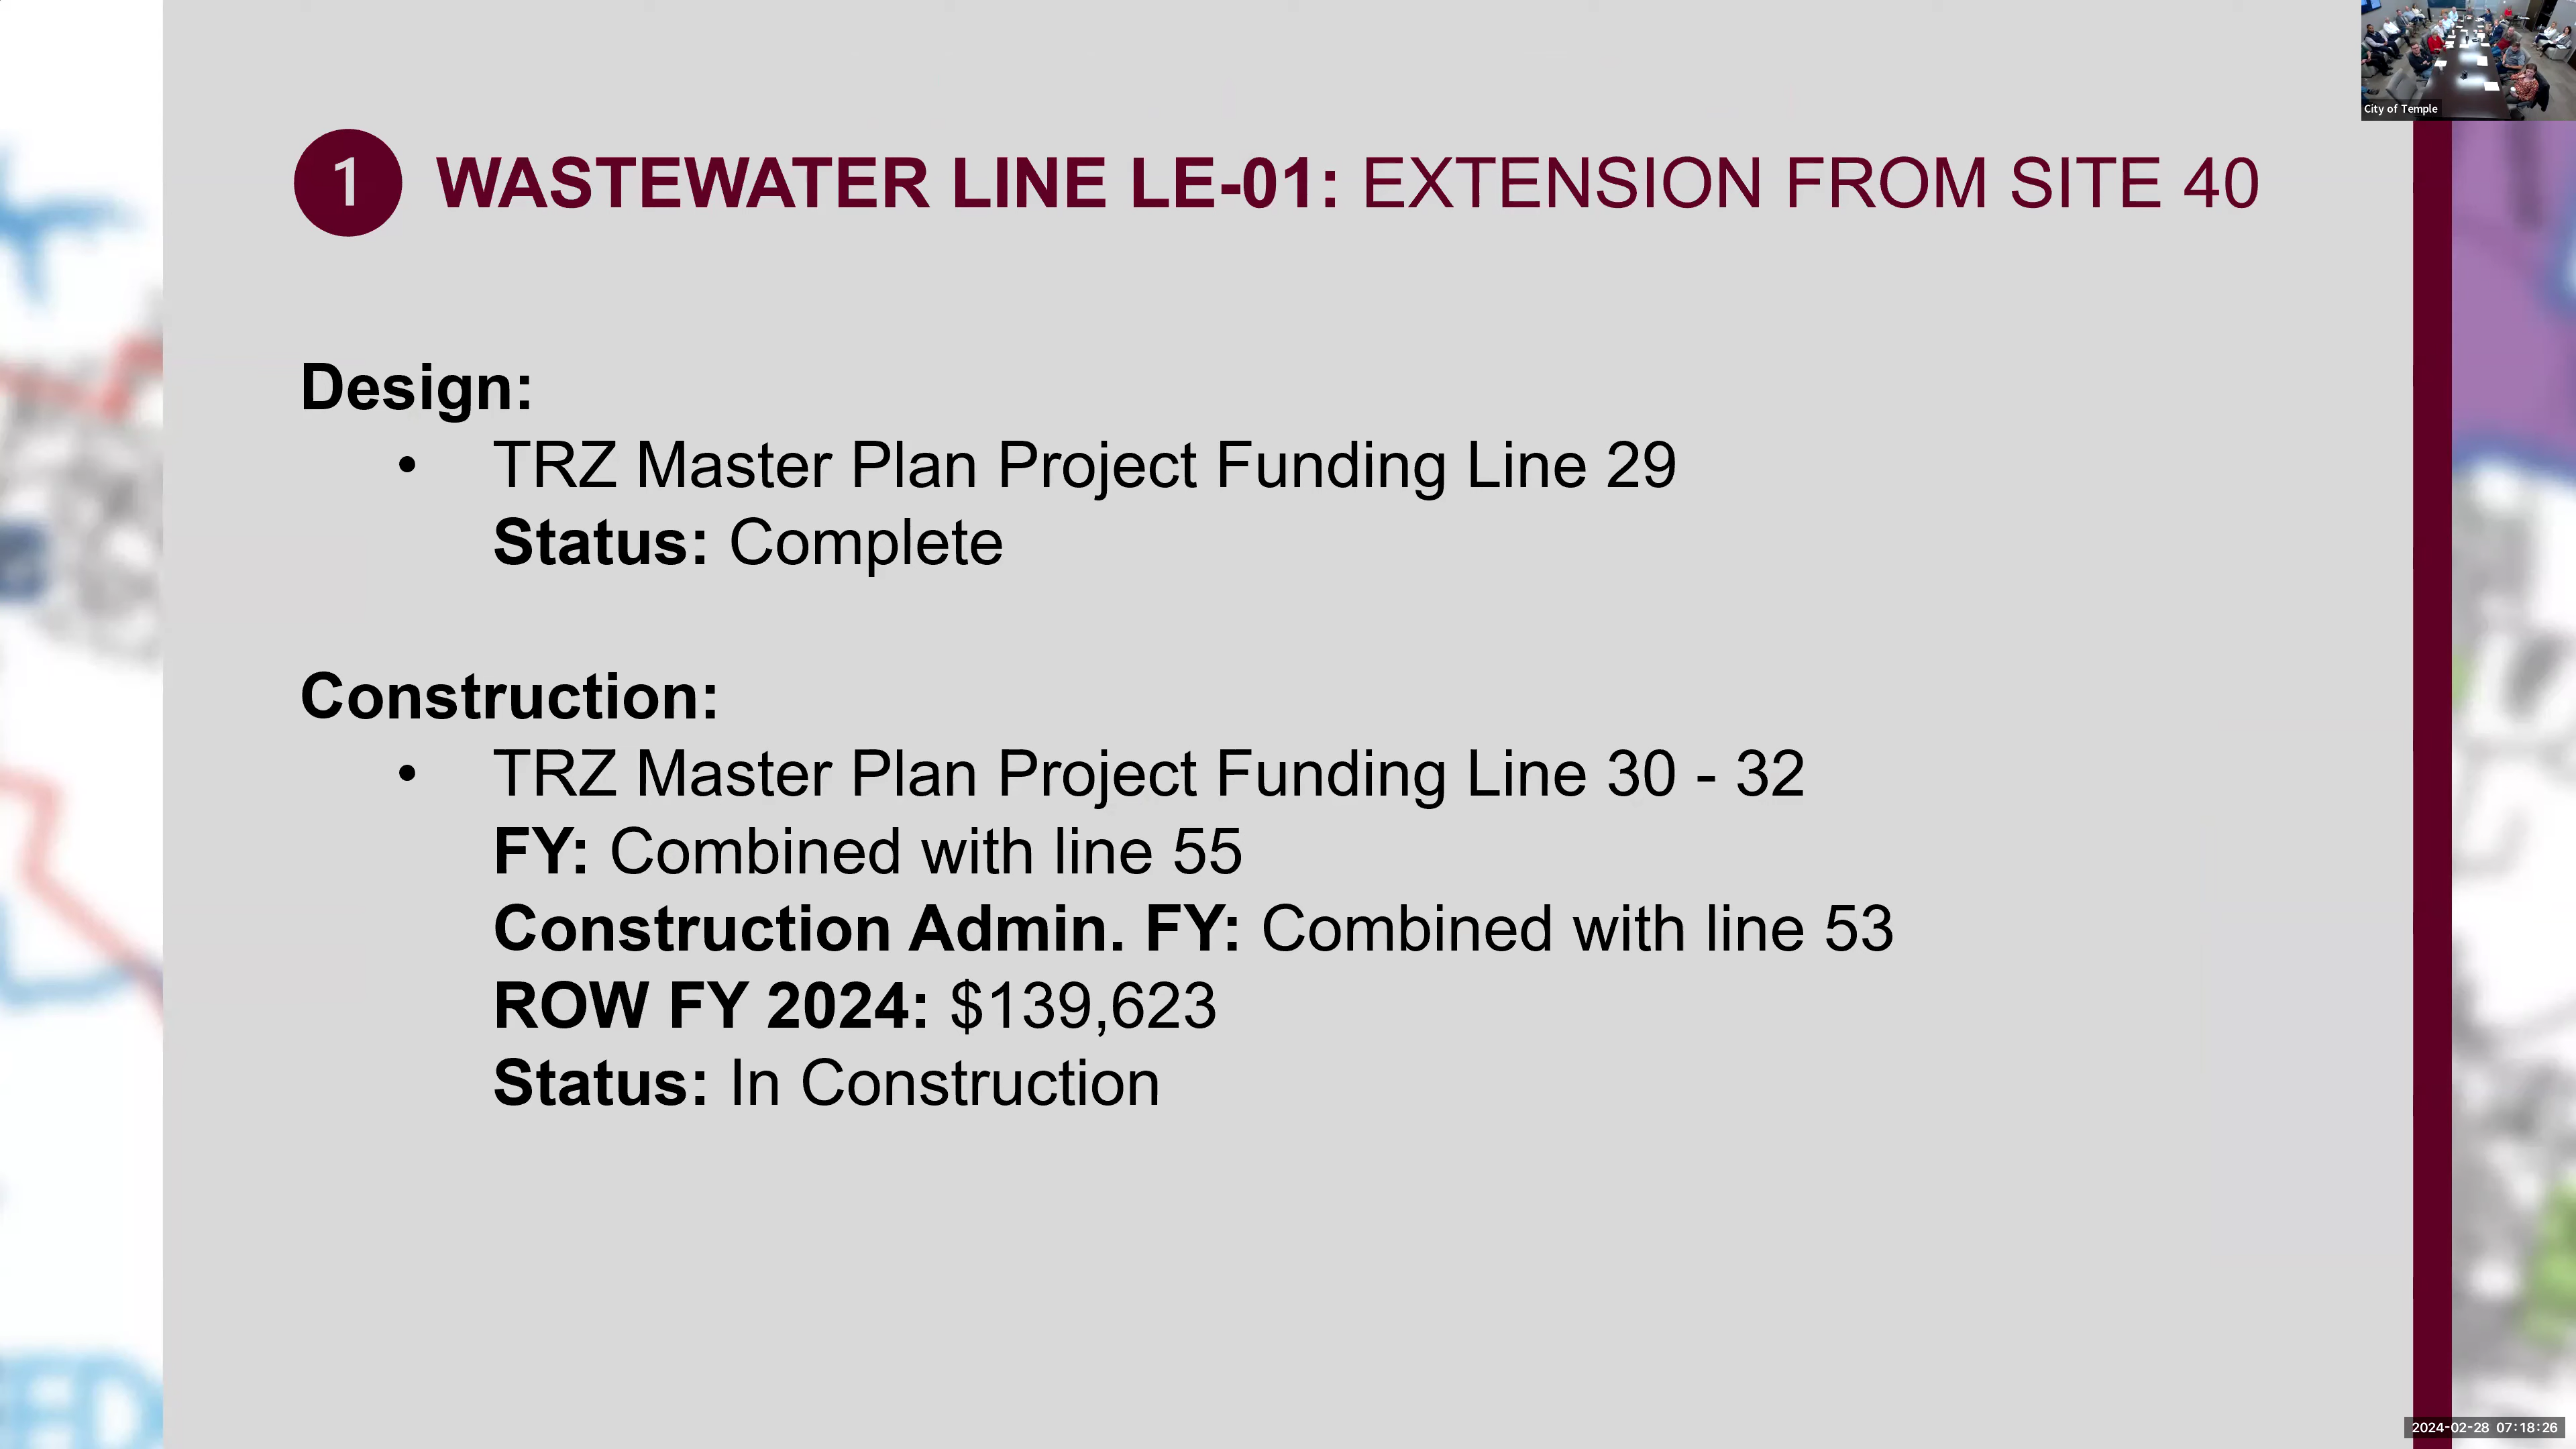 City of Temple
1 WASTEWATER LINE LE-01: EXTENSION FROM SITE 40
Design:
• TRZ Master Plan Project Funding Line 29
Status: Complete
Construction:
• TRZ Master Plan Project Funding Line 30 - 32
FY: Combined with line 55
Construction Admin. FY: Combined with line 53
ROW FY 2024: $139,623
Status: In Construction
2024-02-28 07:18:26